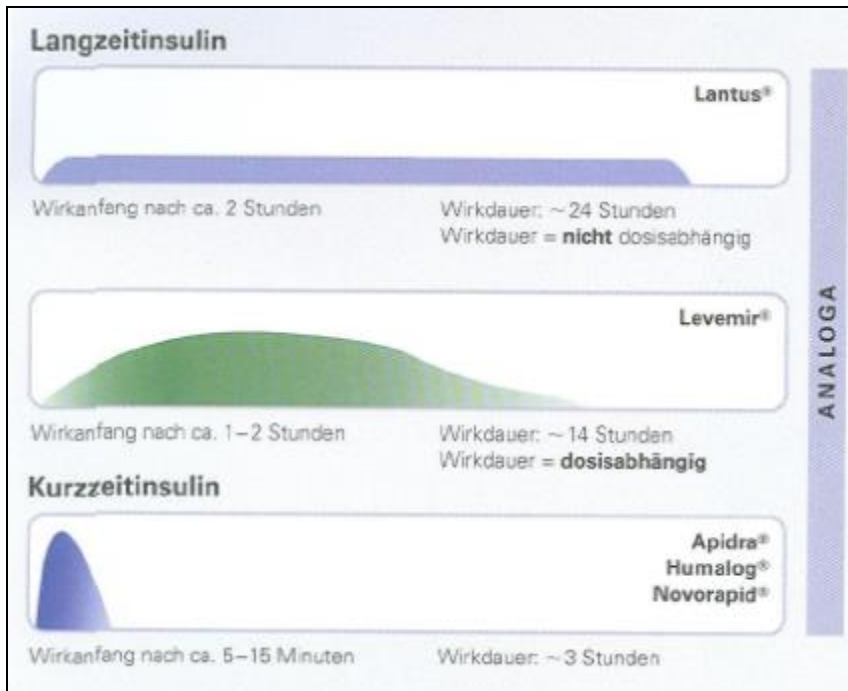 Langzeitinsulin
Lantus®
Wirkanfang nach ca. 2 Stunden
Wirkdauer: ~24 Stunden
Wirkdauer = nicht dosisabhängig
Levemir®
Wirkanfang nach ca. 1–2 Stunden
Wirkdauer: ~14 Stunden
Wirkdauer = dosisabhängig
Kurzzeitinsulin
Apidra®
Humalog®
Novorapid®
Wirkanfang nach ca. 5–15 Minuten
Wirkdauer: ~3 Stunden
ANALOGA